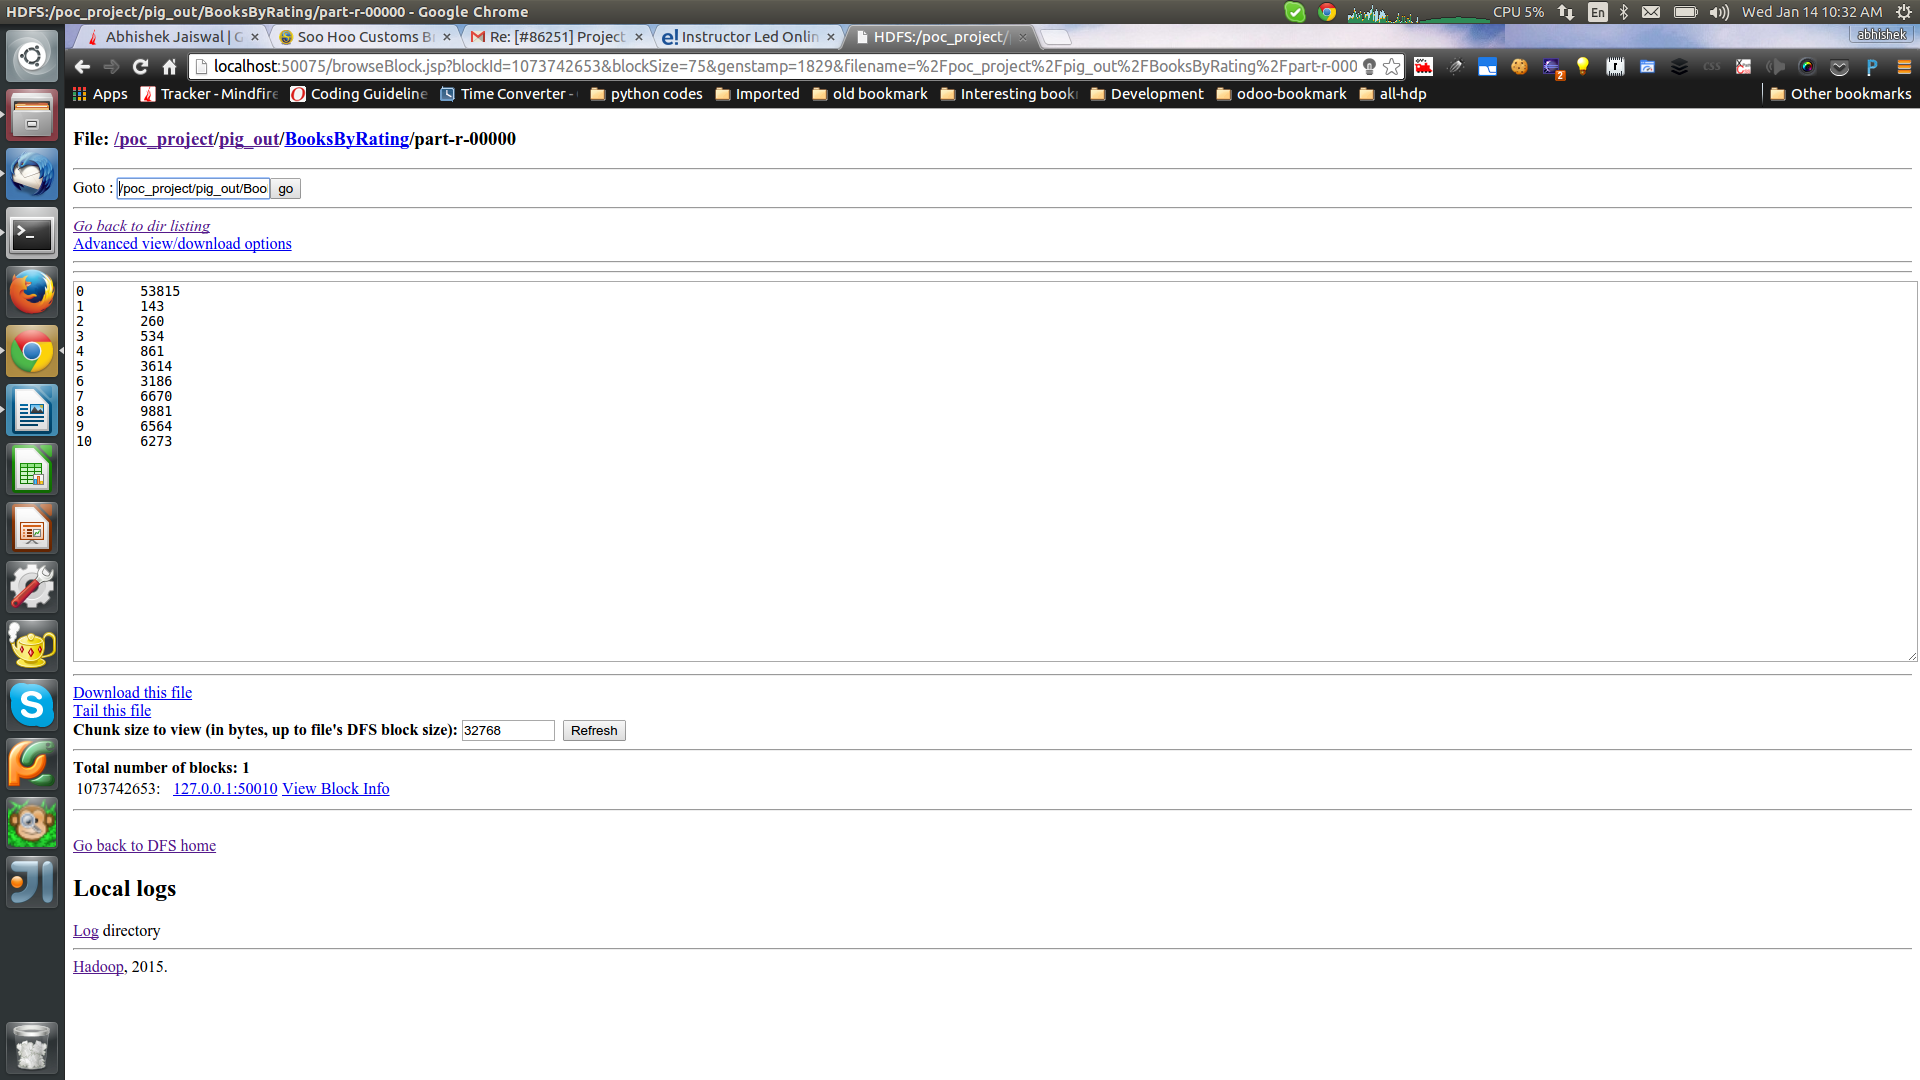 HDFS:/poc_project/pig_out/BooksByRating/part-r-00000 - Google Chrome
CPU 5% En Wed Jan 14 10:32 AM
Abhishek Jaiswal | G
Soo Hoo Customs B
Re: [#86251] Project
Instructor Led Onlin
HDFS:/poc_project/
abhishek
localhost:50075/browseBlock.jsp?blockId=1073742653&blockSize=75&genstamp=1829&filename=%2Fpoc_project%2Fpig_out%2FBooksByRating%2Fpart-r-000
Apps Tracker - Mindfire Coding Guideline Time Converter - python codes Imported old bookmark Interesting book Development odoo-bookmark all-hdp Other bookmarks
File: /poc_project/pig_out/BooksByRating/part-r-00000
Goto : /poc_project/pig_out/Boo go
Go back to dir listing
Advanced view/download options
0 53815
1 143
2 260
3 534
4 861
5 3614
6 3186
7 6670
8 9881
9 6564
10 6273
Download this file
Tail this file
Chunk size to view (in bytes, up to file's DFS block size): 32768 Refresh
Total number of blocks: 1
1073742653: 127.0.0.1:50010 View Block Info
Go back to DFS home
Local logs
Log directory
Hadoop, 2015.